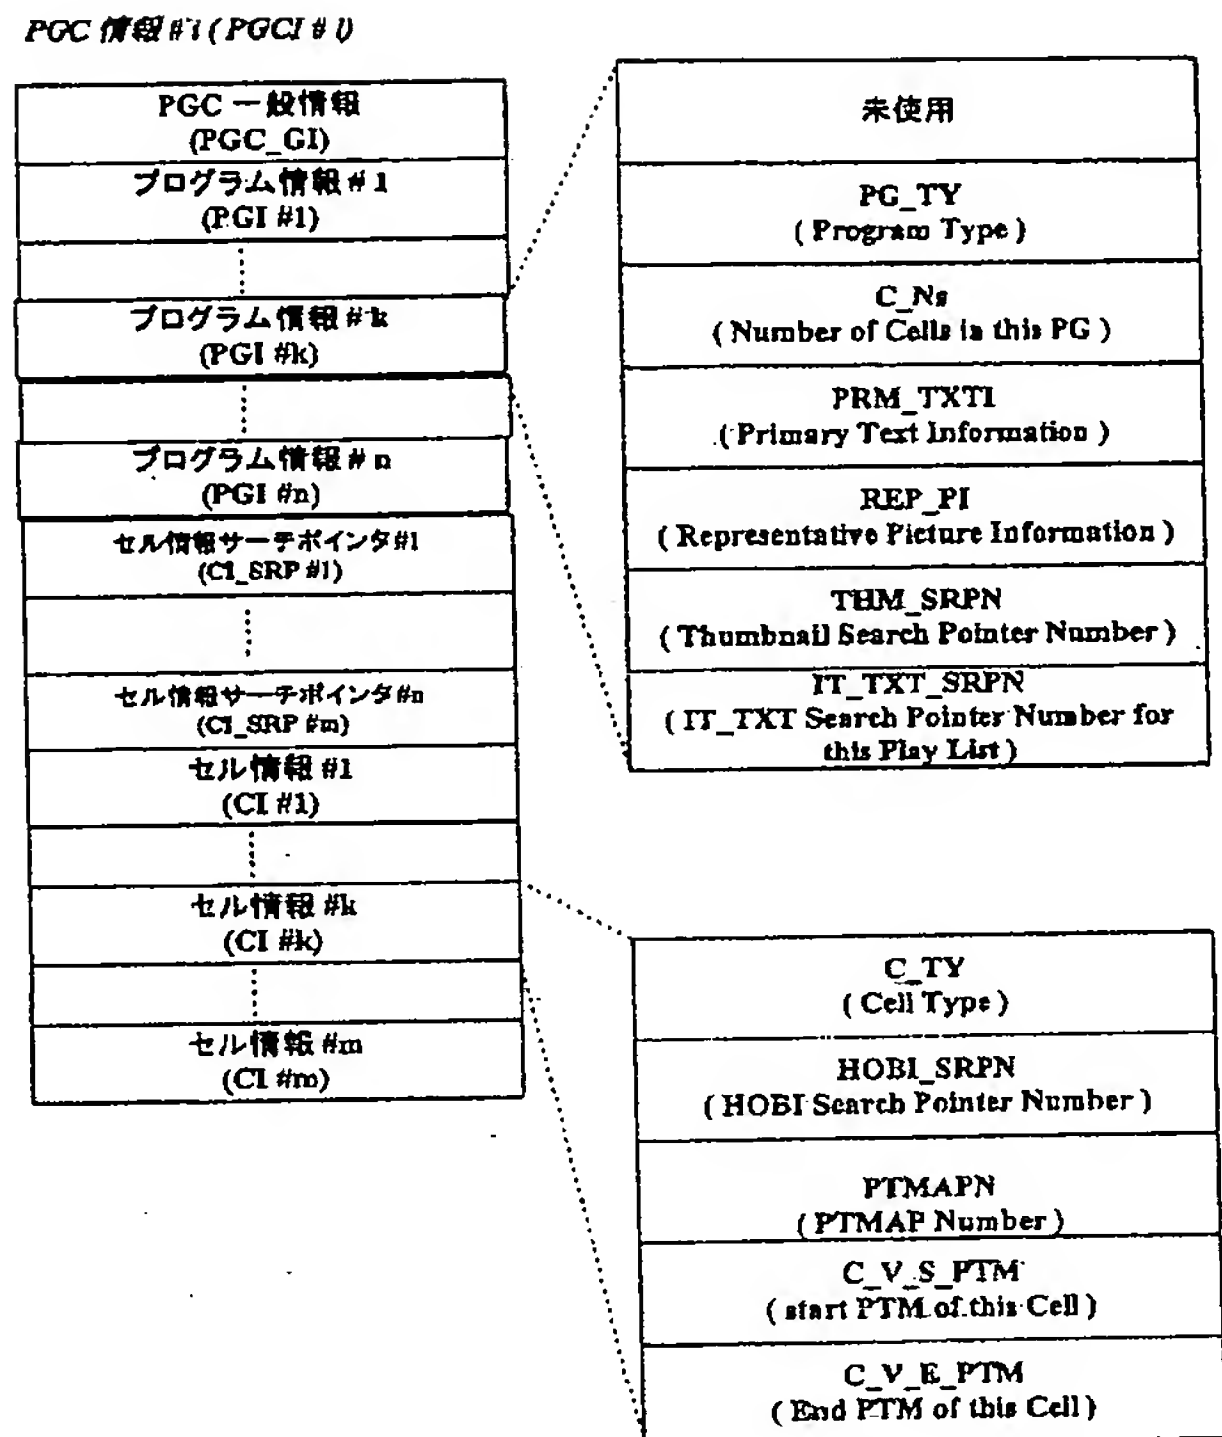 PGC 情報 #i ( PGCI # i)
PGC 一般情報
(PGC_GI)
プログラム情報 # 1
(PGI #1)
プログラム情報 # k
(PGI #k)
プログラム情報 # n
(PGI #n)
セル情報サーチポインタ#1
(CI_SRP #1)
セル情報サーチポインタ#n
(CI_SRP #m)
セル情報 #1
(CI #1)
セル情報 #k
(CI #k)
セル情報 #m
(CI #m)
未使用
PG_TY
( Program Type )
C_Ns
( Number of Cells in this PG )
PRM_TXTI
( Primary Text Information )
REP_PI
( Representative Picture Information )
THM_SRPN
( Thumbnail Search Pointer Number )
IT_TXT_SRPN
( IT_TXT Search Pointer Number for
this Play List )
C_TY
( Cell Type )
HOBI_SRPN
( HOBI Search Pointer Number )
PTMAPN
( PTMAP Number )
C_V_S_PTM
( start PTM of this Cell )
C_V_E_PTM
( End PTM of this Cell )